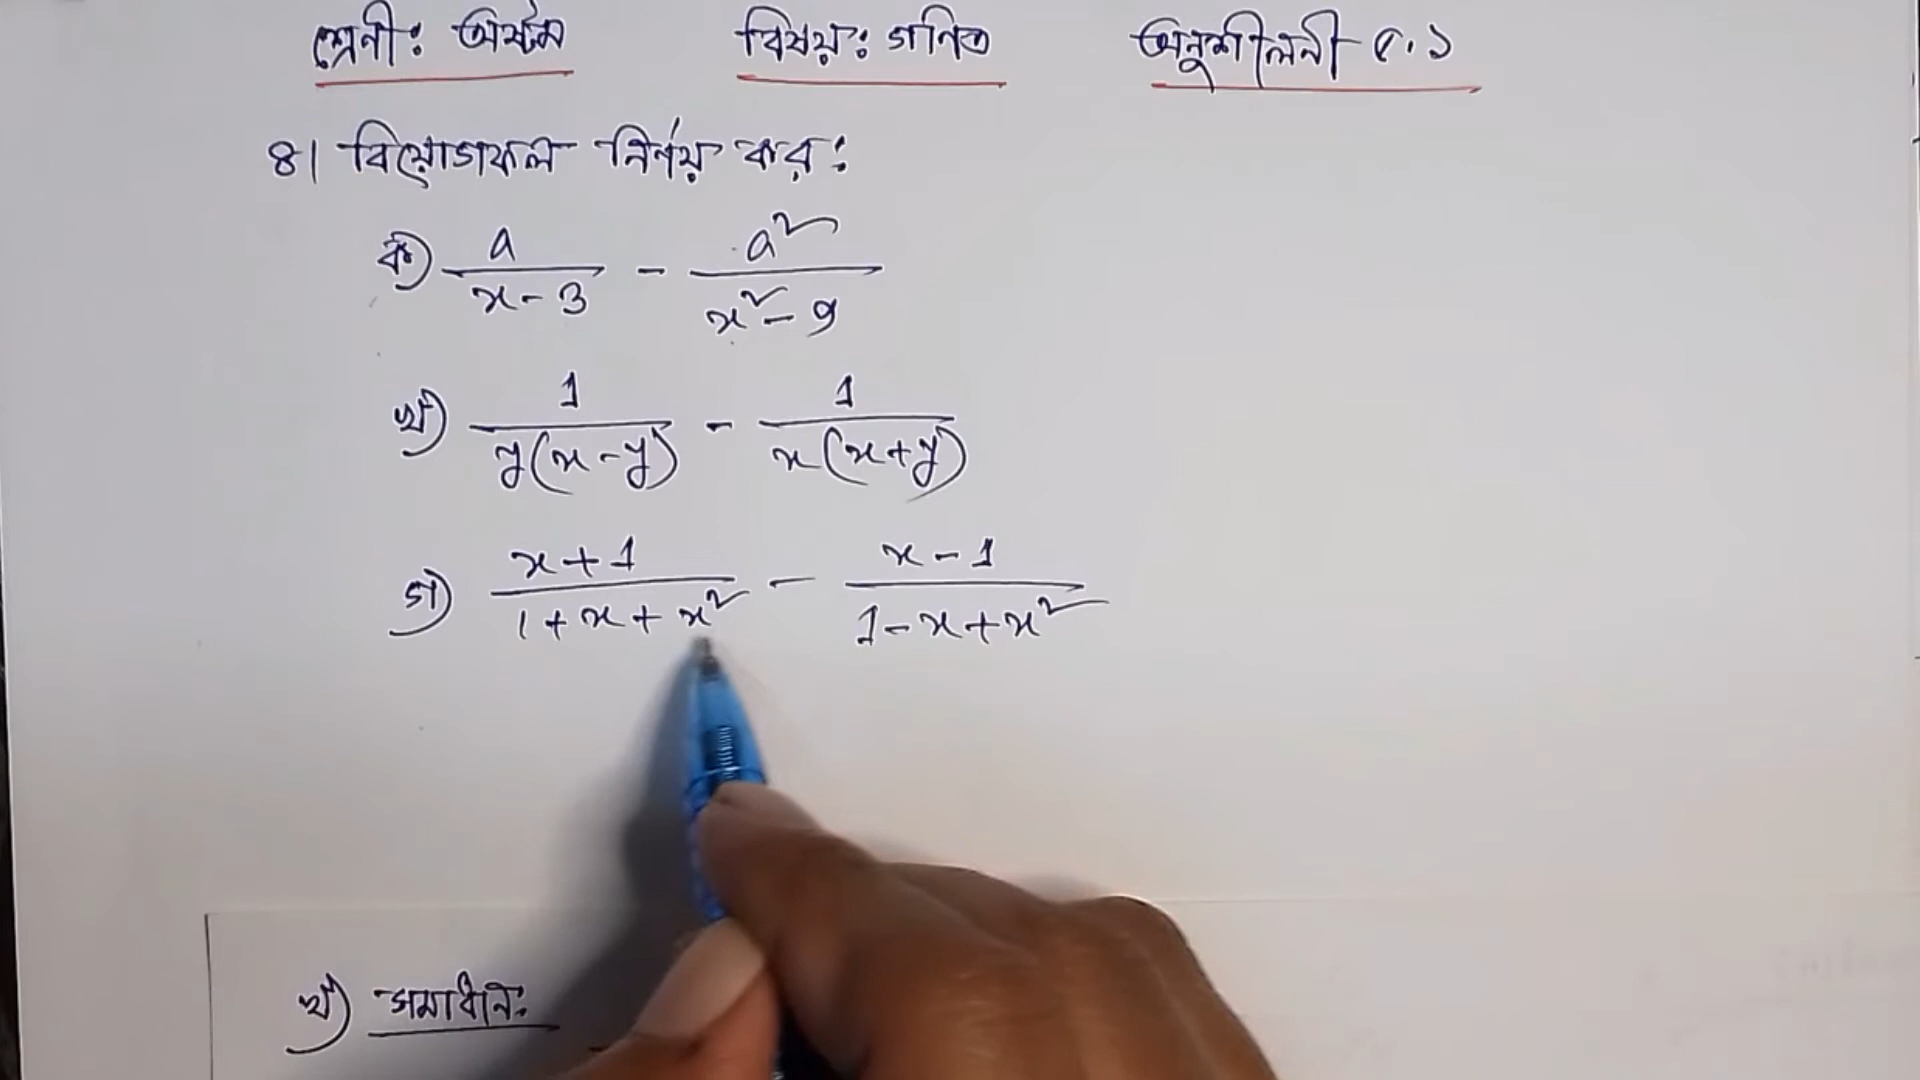 শ্রেনী: অষ্টম বিষয়: গনিত অনুশীলনী ৫.১
৪। বিয়োগফল নির্ণয় কর:
ক) a/(x-3) - a²/(x²-9)
খ) 1/(y(x-y)) - 1/(x(x+y))
গ) (x+1)/(1+x+x²) - (x-1)/(1-x+x²)
খ) সমাধান: